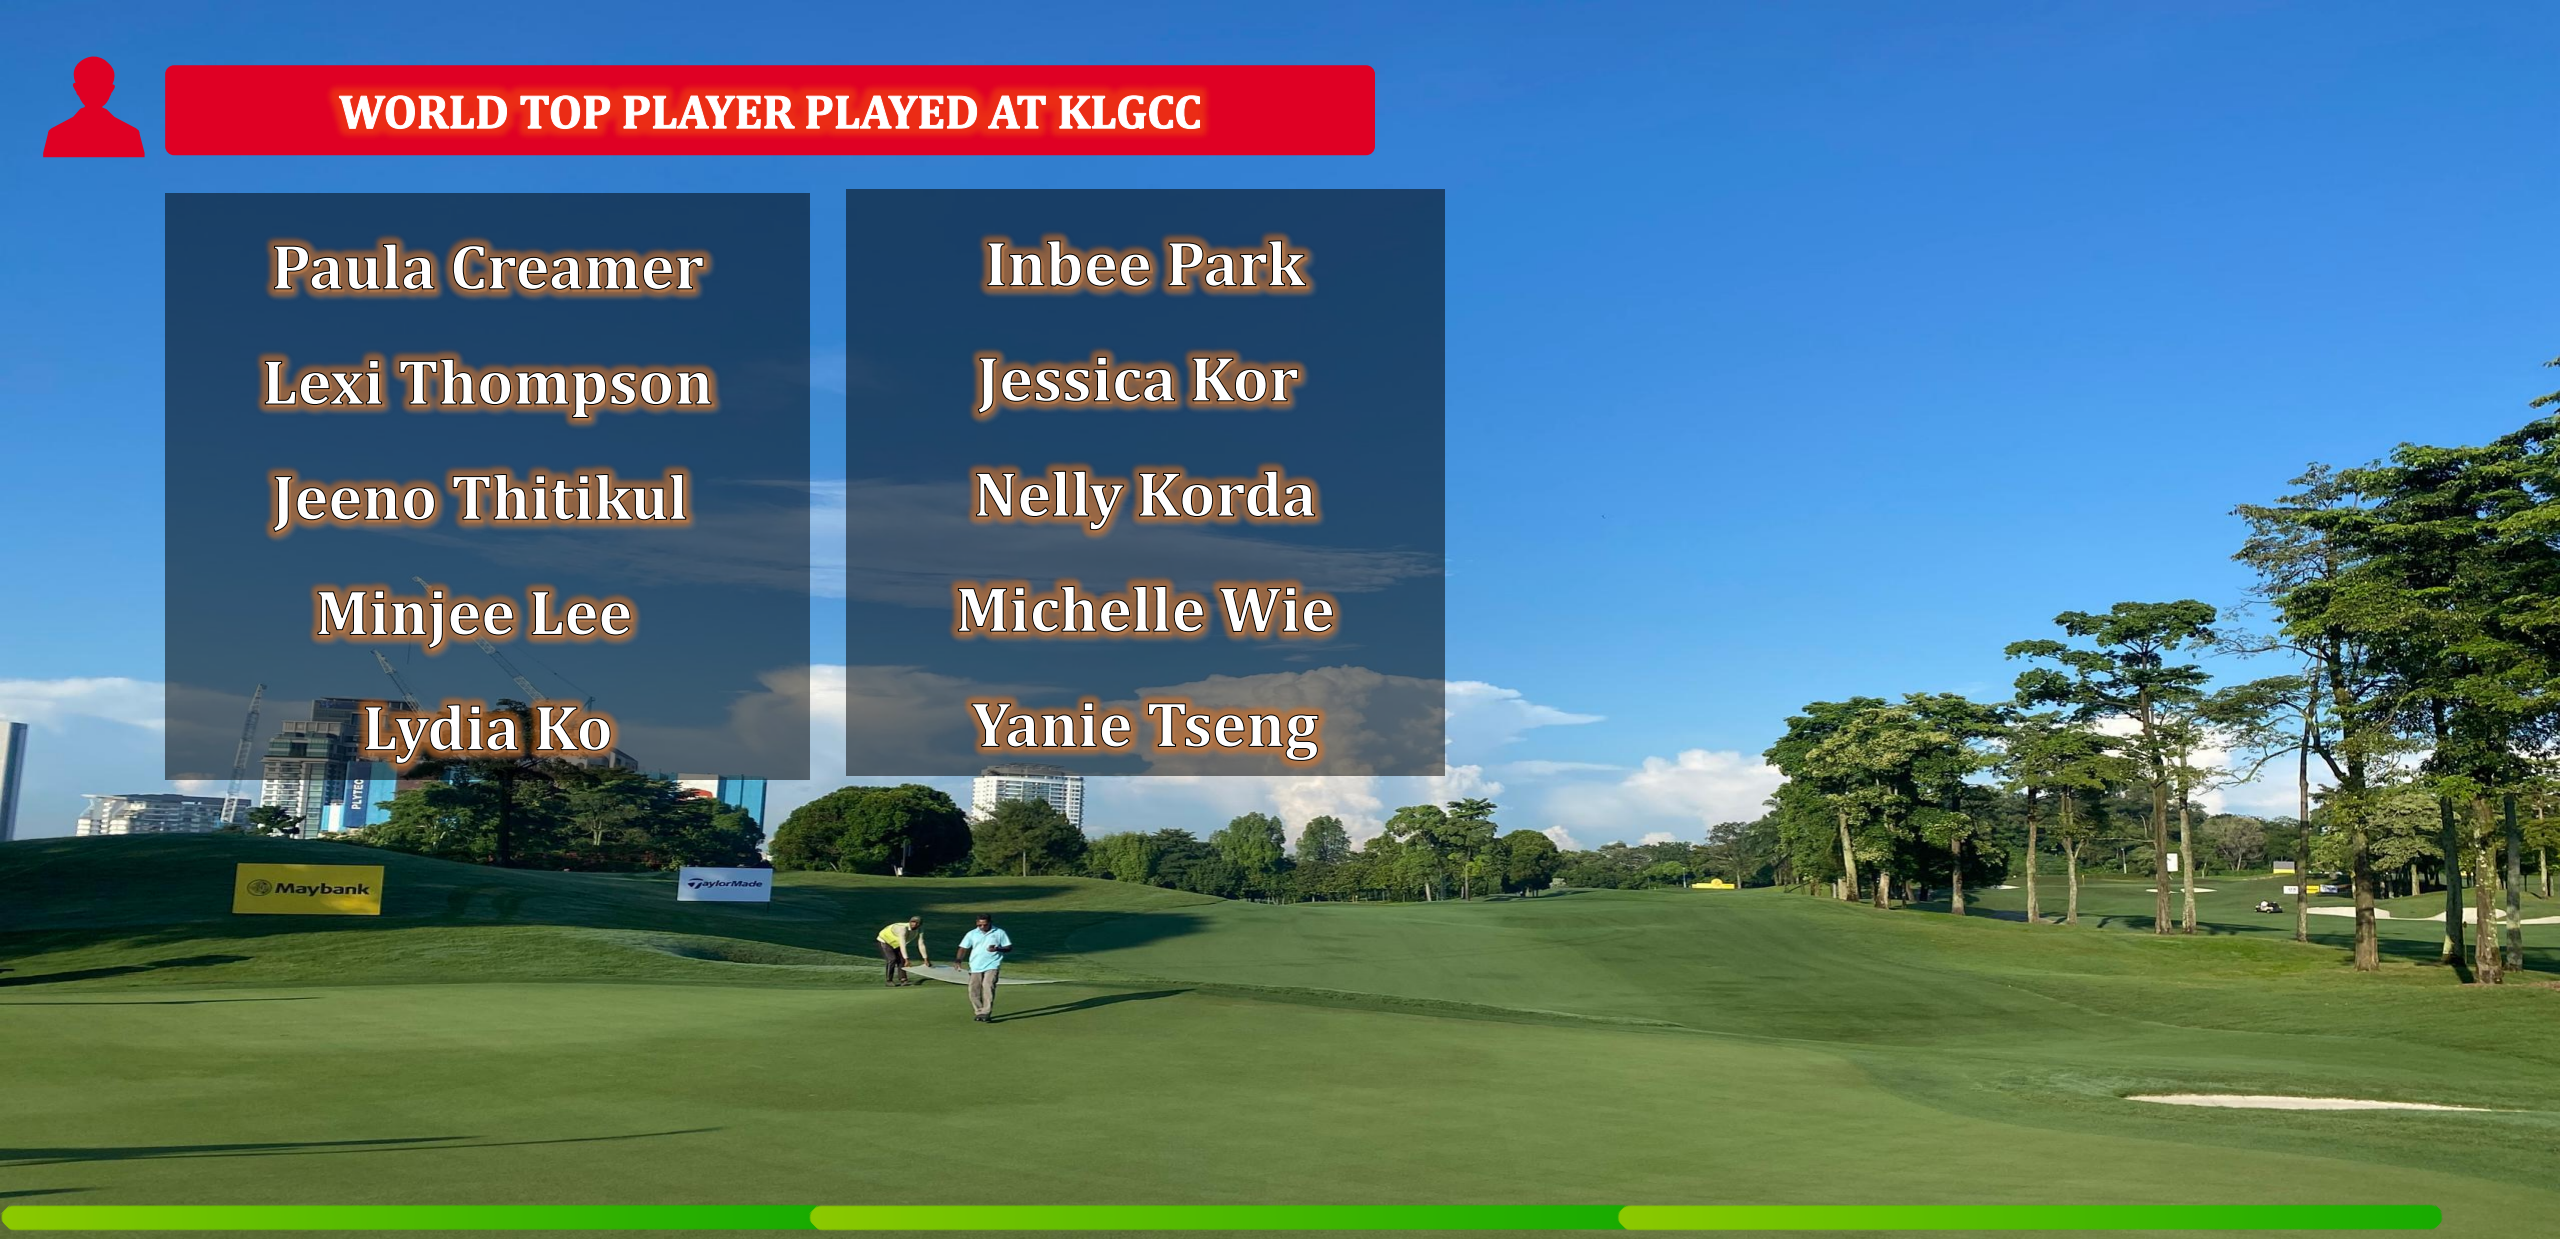 WORLD TOP PLAYER PLAYED AT KLGCC
Paula Creamer
Lexi Thompson
Jeeno Thitikul
Minjee Lee
Lydia Ko
Inbee Park
Jessica Kor
Nelly Korda
Michelle Wie
Yanie Tseng
PLYTEC
Maybank
TaylorMade